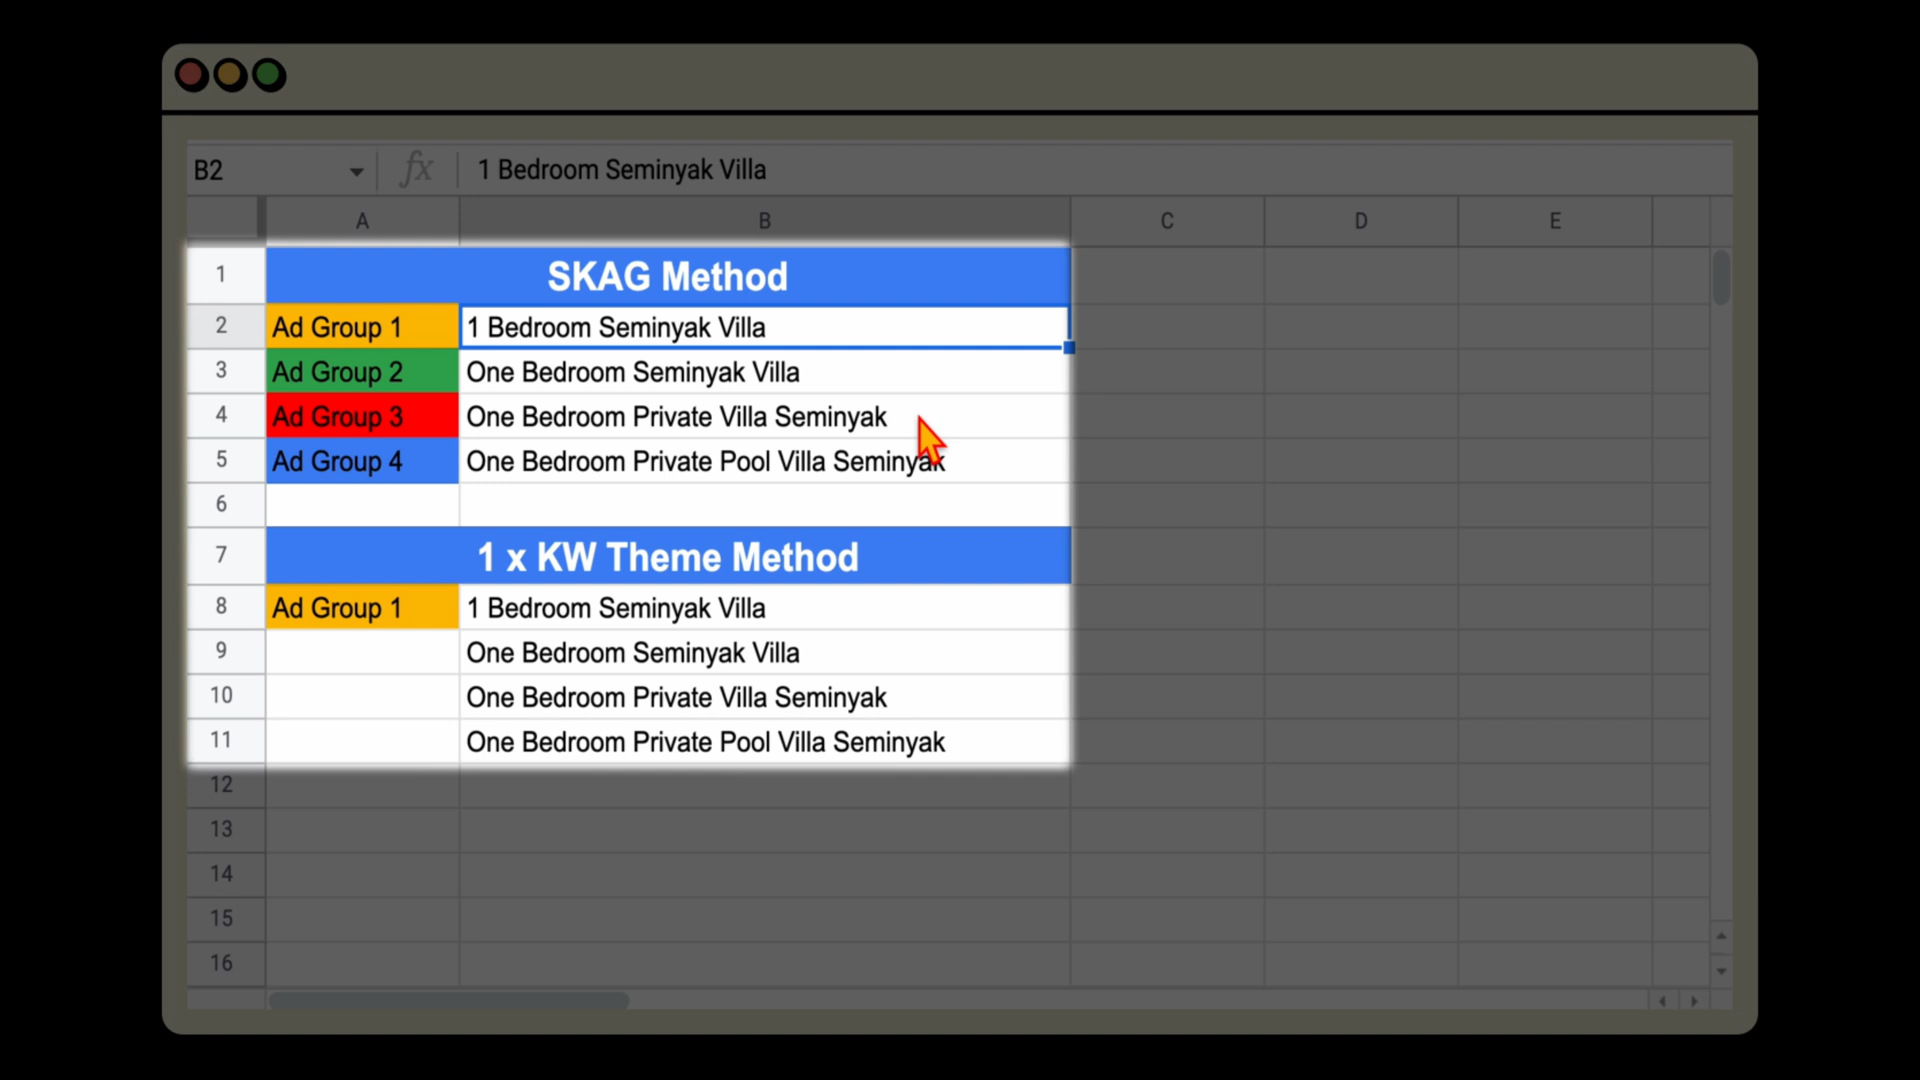 B2 fx 1 Bedroom Seminyak Villa
A B C D E
1 SKAG Method
2 Ad Group 1 1 Bedroom Seminyak Villa
3 Ad Group 2 One Bedroom Seminyak Villa
4 Ad Group 3 One Bedroom Private Villa Seminyak
5 Ad Group 4 One Bedroom Private Pool Villa Seminyak
6
7 1 x KW Theme Method
8 Ad Group 1 1 Bedroom Seminyak Villa
9 One Bedroom Seminyak Villa
10 One Bedroom Private Villa Seminyak
11 One Bedroom Private Pool Villa Seminyak
12
13
14
15
16